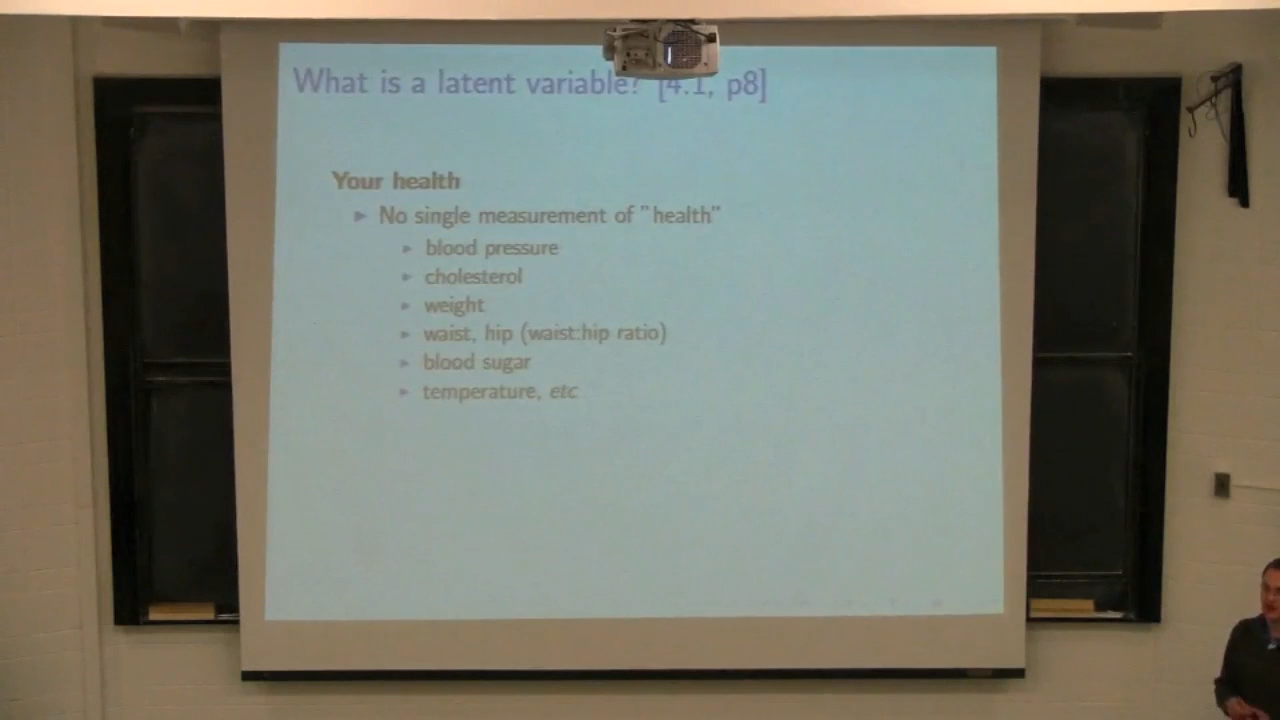 What is a latent variable? [4.1, p8]
Your health
No single measurement of "health"
blood pressure
cholesterol
weight
waist, hip (waist:hip ratio)
blood sugar
temperature, etc